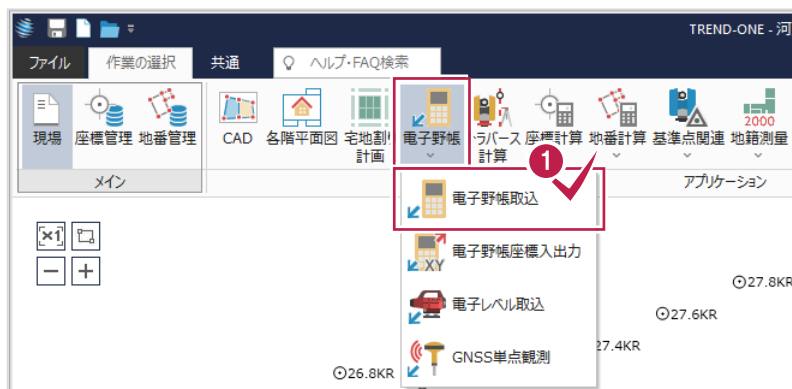 TREND-ONE - 河
ファイル 作業の選択 共通 ヘルプ・FAQ検索
現場 座標管理 地番管理 CAD 各階平面図 宅地割り計画 電子野帳 トラバース計算 座標計算 地番計算 基準点関連 2000 地籍測量
メイン アプリケーション
1
電子野帳取込
XY 電子野帳座標入出力
電子レベル取込
GNSS単点観測
×1
27.8KR
27.6KR
27.4KR
26.8KR